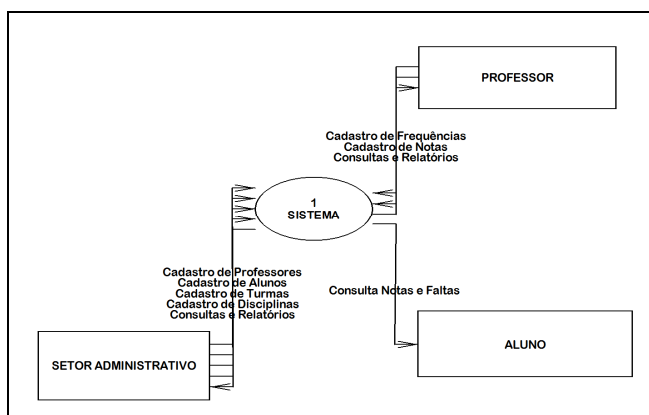 PROFESSOR
Cadastro de Frequências
Cadastro de Notas
Consultas e Relatórios
1
SISTEMA
Cadastro de Professores
Cadastro de Alunos
Cadastro de Turmas
Cadastro de Disciplinas
Consultas e Relatórios
Consulta Notas e Faltas
SETOR ADMINISTRATIVO
ALUNO